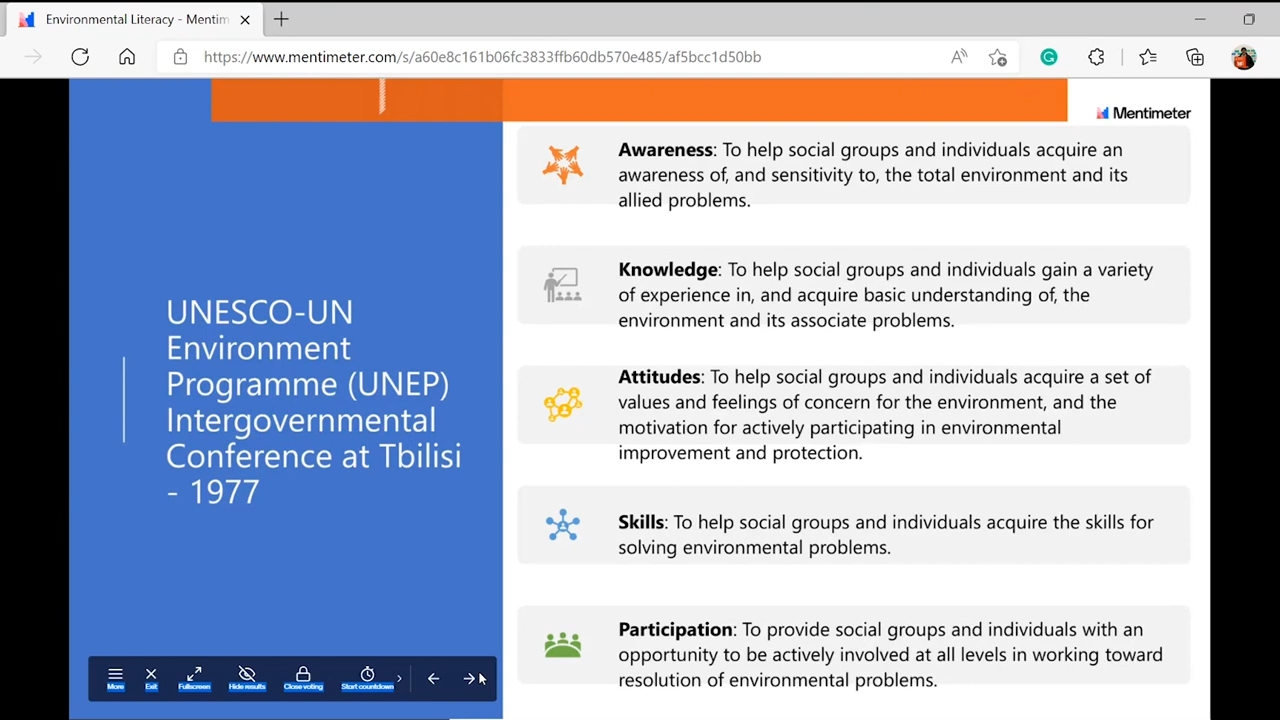 Environmental Literacy - Mentim
https://www.mentimeter.com/s/a60e8c161b06fc3833ffb60db570e485/af5bcc1d50bb
Mentimeter
UNESCO-UN
Environment
Programme (UNEP)
Intergovernmental
Conference at Tbilisi
- 1977
Awareness: To help social groups and individuals acquire an
awareness of, and sensitivity to, the total environment and its
allied problems.
Knowledge: To help social groups and individuals gain a variety
of experience in, and acquire basic understanding of, the
environment and its associate problems.
Attitudes: To help social groups and individuals acquire a set of
values and feelings of concern for the environment, and the
motivation for actively participating in environmental
improvement and protection.
Skills: To help social groups and individuals acquire the skills for
solving environmental problems.
Participation: To provide social groups and individuals with an
opportunity to be actively involved at all levels in working toward
resolution of environmental problems.
More Exit Fullscreen Hide results Close voting Start countdown